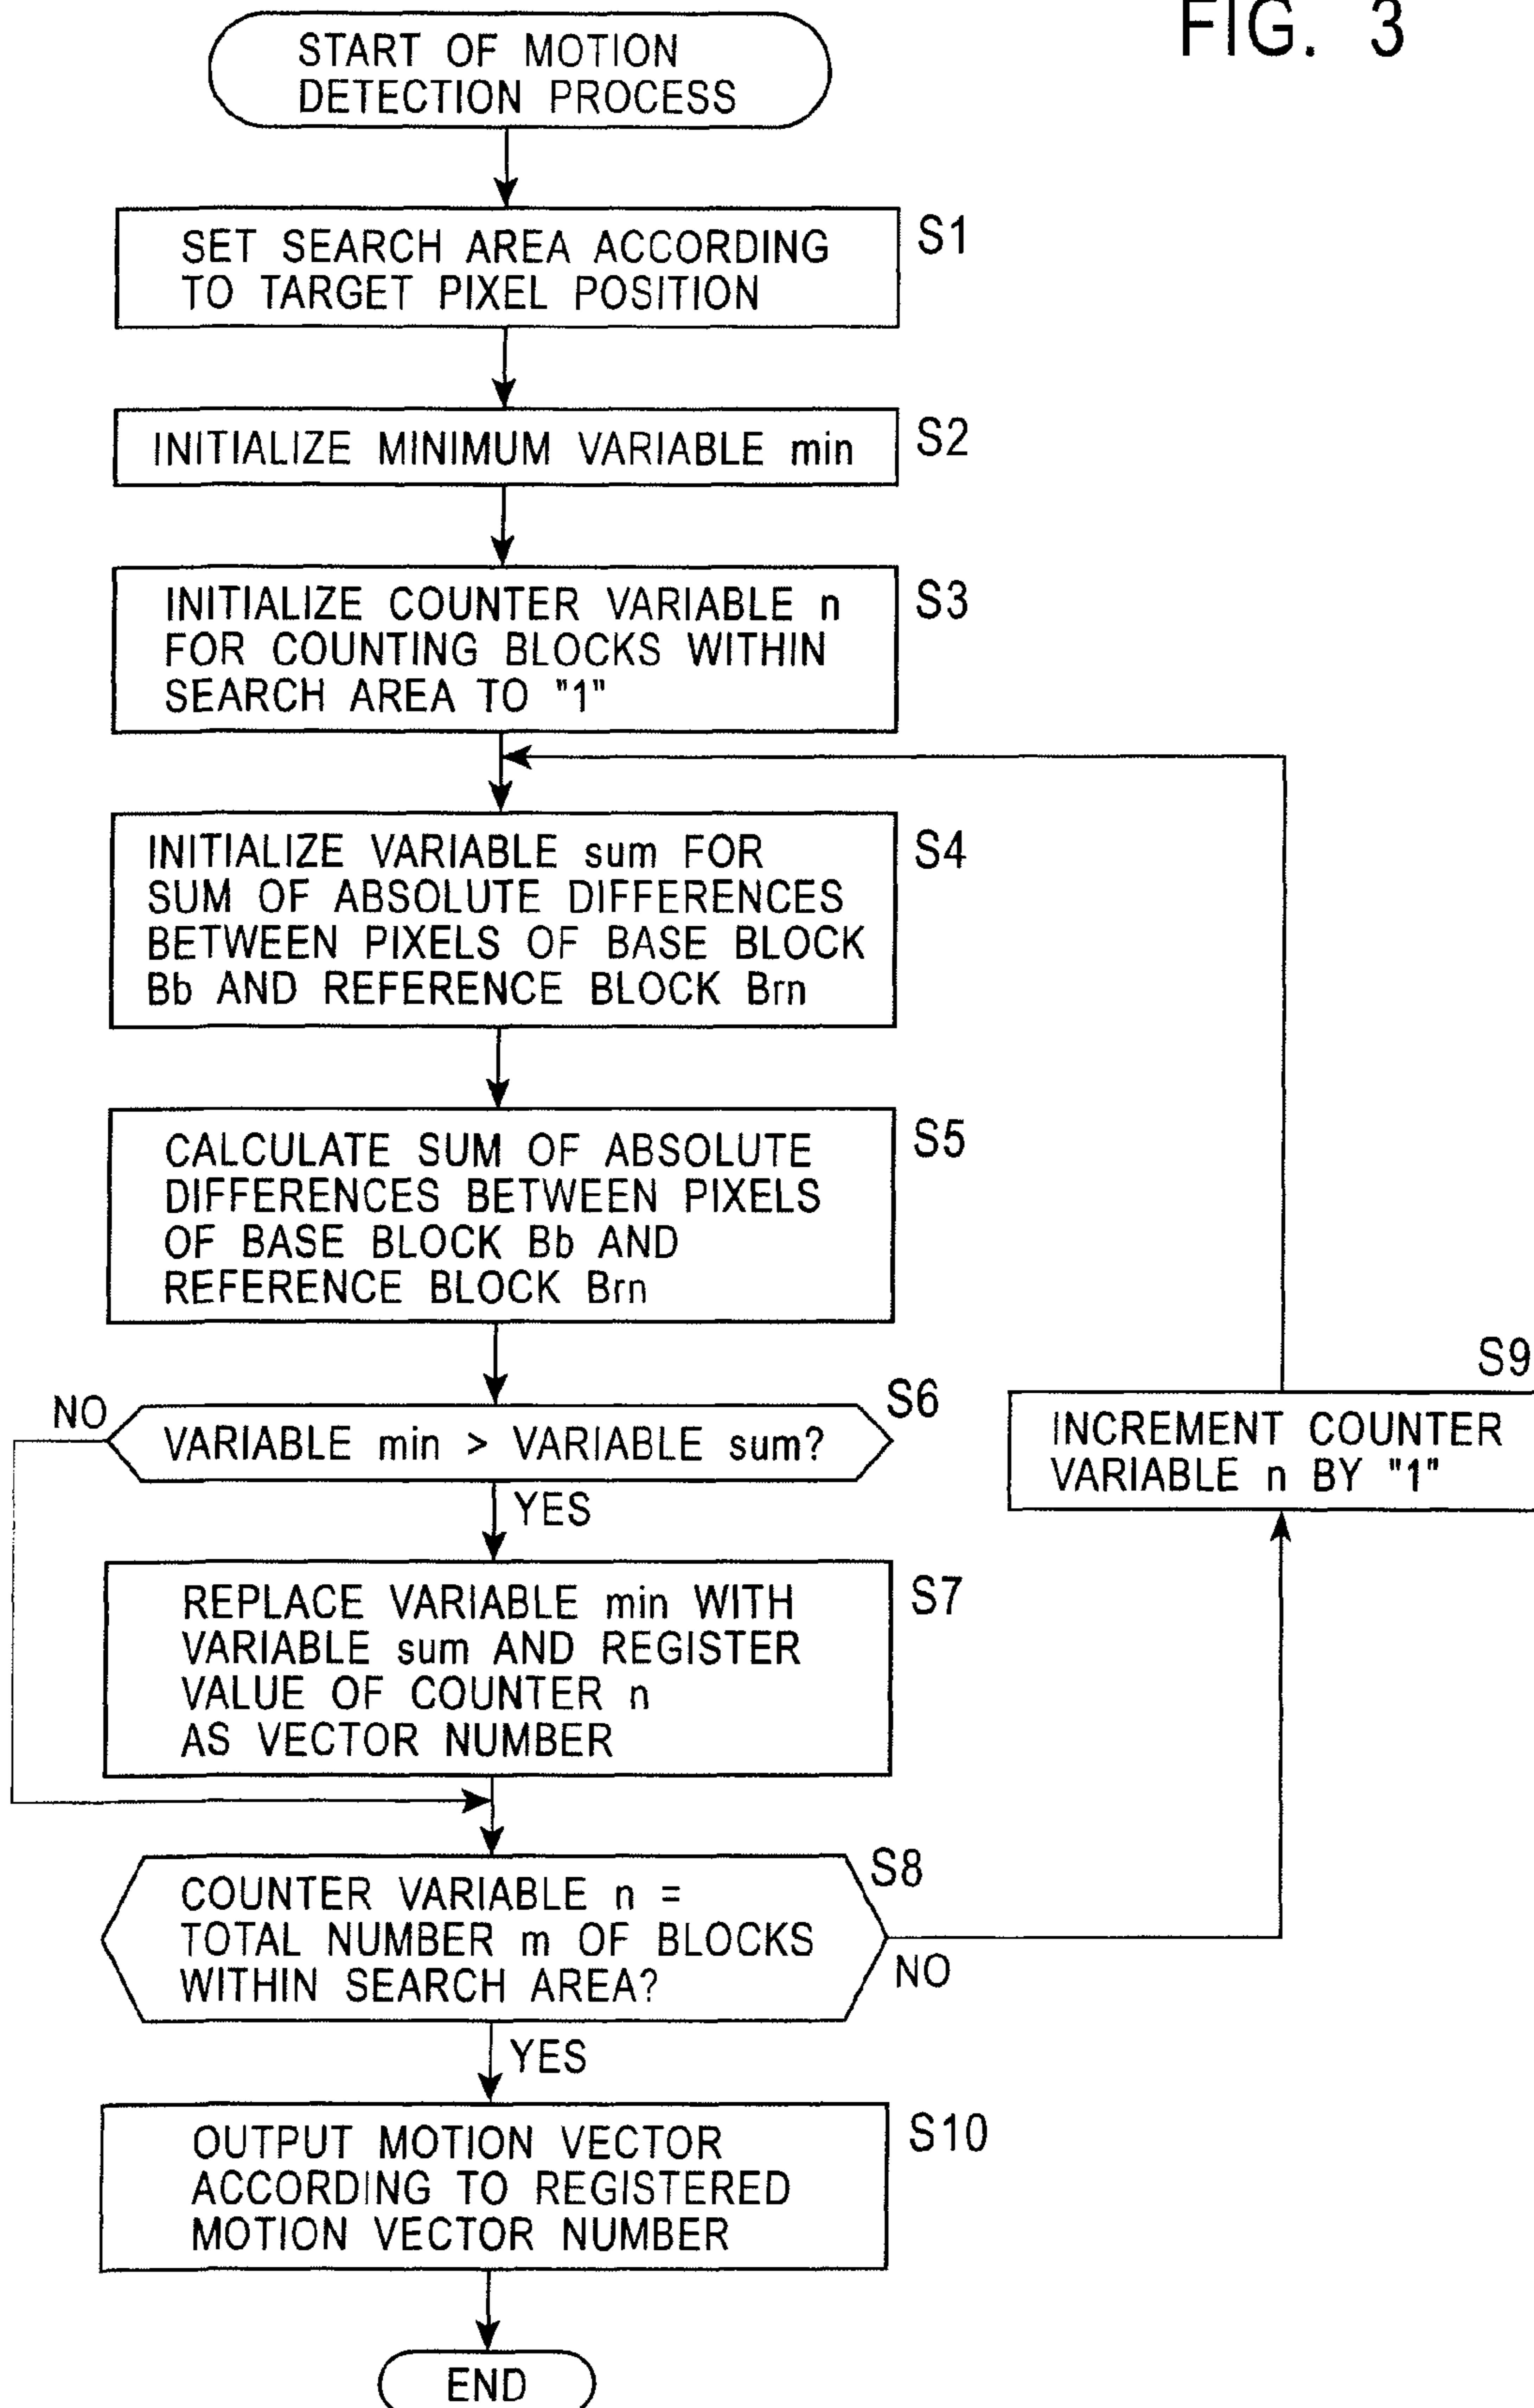 FIG. 3
START OF MOTION
DETECTION PROCESS
SET SEARCH AREA ACCORDING
TO TARGET PIXEL POSITION
S1
INITIALIZE MINIMUM VARIABLE min
S2
INITIALIZE COUNTER VARIABLE n
FOR COUNTING BLOCKS WITHIN
SEARCH AREA TO "1"
S3
INITIALIZE VARIABLE sum FOR
SUM OF ABSOLUTE DIFFERENCES
BETWEEN PIXELS OF BASE BLOCK
Bb AND REFERENCE BLOCK Brn
S4
CALCULATE SUM OF ABSOLUTE
DIFFERENCES BETWEEN PIXELS
OF BASE BLOCK Bb AND
REFERENCE BLOCK Brn
S5
NO
VARIABLE min > VARIABLE sum?
S6
YES
S9
INCREMENT COUNTER
VARIABLE n BY "1"
REPLACE VARIABLE min WITH
VARIABLE sum AND REGISTER
VALUE OF COUNTER n
AS VECTOR NUMBER
S7
COUNTER VARIABLE n =
TOTAL NUMBER m OF BLOCKS
WITHIN SEARCH AREA?
S8
NO
YES
OUTPUT MOTION VECTOR
ACCORDING TO REGISTERED
MOTION VECTOR NUMBER
S10
END